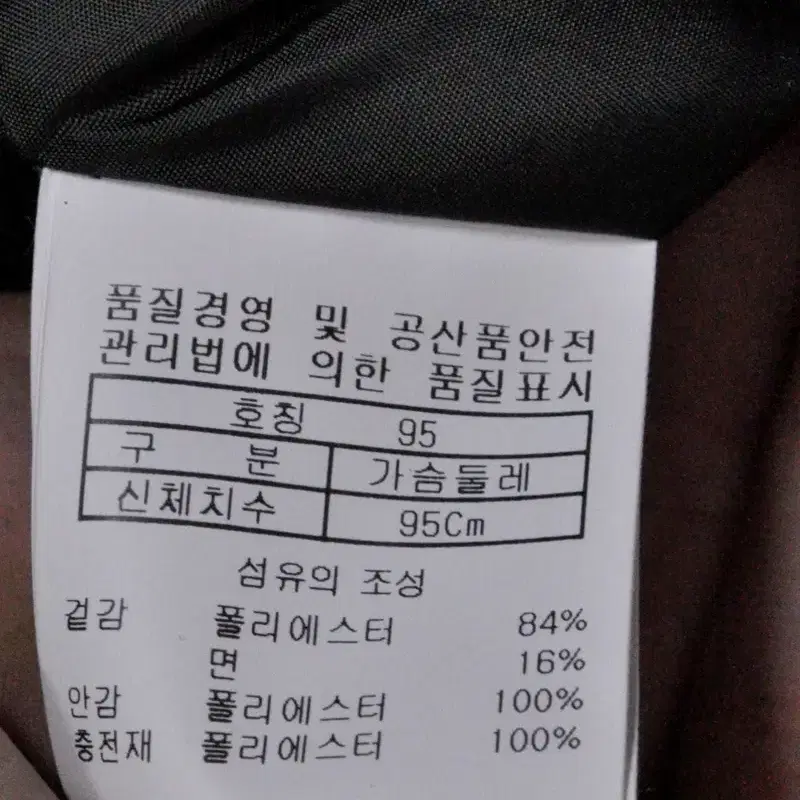 품질경영 및 공산품안전
관리법에 의한 품질표시
호칭 95
구 분 가슴둘레
신체치수 95Cm
섬유의 조성
겉감 폴리에스터 84%
면 16%
안감 폴리에스터 100%
충전재 폴리에스터 100%